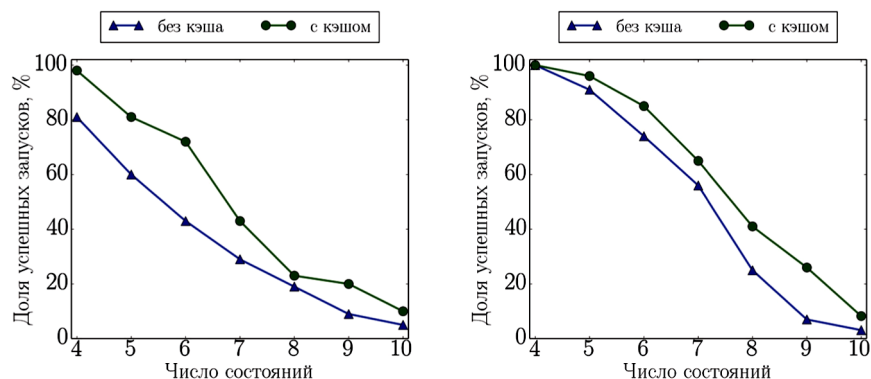 без кэша с кэшом
без кэша с кэшом
Доля успешных запусков, %
100
80
60
40
20
0
4 5 6 7 8 9 10
Число состояний
Доля успешных запусков, %
100
80
60
40
20
0
4 5 6 7 8 9 10
Число состояний